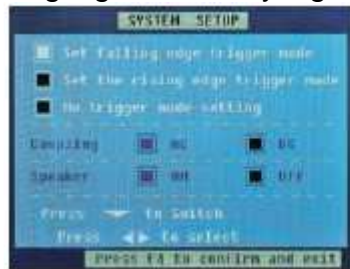 SYSTEM SETUP
Set falling edge trigger mode
Set the rising edge trigger mode
No trigger mode setting
Coupling AC DC
Speaker ON OFF
Press to Switch
Press to select
Press F4 to confirm and exit